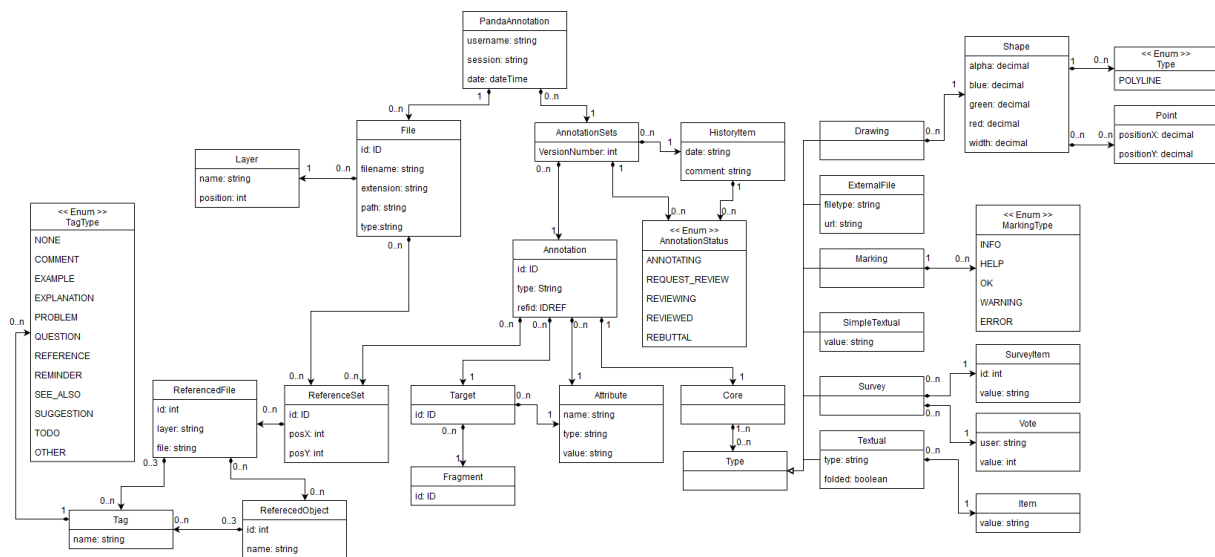 PandaAnnotation
username: string
session: string
date: dateTime
1
0..n
0..n
1
File
id: ID
filename: string
extension: string
path: string
type:string
0..n
0..n
1
Layer
name: string
position: int
AnnotationSets
VersionNumber: int
0..n
1
0..n
1
HistoryItem
date: string
comment: string
1
0..n
0..n
<< Enum >>
AnnotationStatus
ANNOTATING
REQUEST_REVIEW
REVIEWING
REVIEWED
REBUTTAL
1
Annotation
id: ID
type: String
refid: IDREF
0..n
0..n
0..n
1
<< Enum >>
TagType
NONE
COMMENT
EXAMPLE
EXPLANATION
PROBLEM
QUESTION
REFERENCE
REMINDER
SEE_ALSO
SUGGESTION
TODO
OTHER
0..n
1
ReferencedFile
id: int
layer: string
file: string
0..3
0..n
0..n
0..n
0..n
ReferenceSet
id: ID
posX: int
posY: int
0..n
0..n
Tag
name: string
0..n
0..3
ReferecedObject
id: int
name: string
1
Target
id: ID
0..n
1
0..n
1
Fragment
id: ID
1
Attribute
name: string
type: string
value: string
1
Core
1..n
0..n
Type
Drawing
0..n
1
Shape
alpha: decimal
blue: decimal
green: decimal
red: decimal
width: decimal
1
0..n
<< Enum >>
Type
POLYLINE
0..n
0..n
Point
positionX: decimal
positionY: decimal
ExternalFile
filetype: string
url: string
Marking
1
0..n
<< Enum >>
MarkingType
INFO
HELP
OK
WARNING
ERROR
SimpleTextual
value: string
Survey
0..n
1
0..n
1
SurveyItem
id: int
value: string
Vote
user: string
value: int
Textual
type: string
folded: boolean
0..n
1
Item
value: string